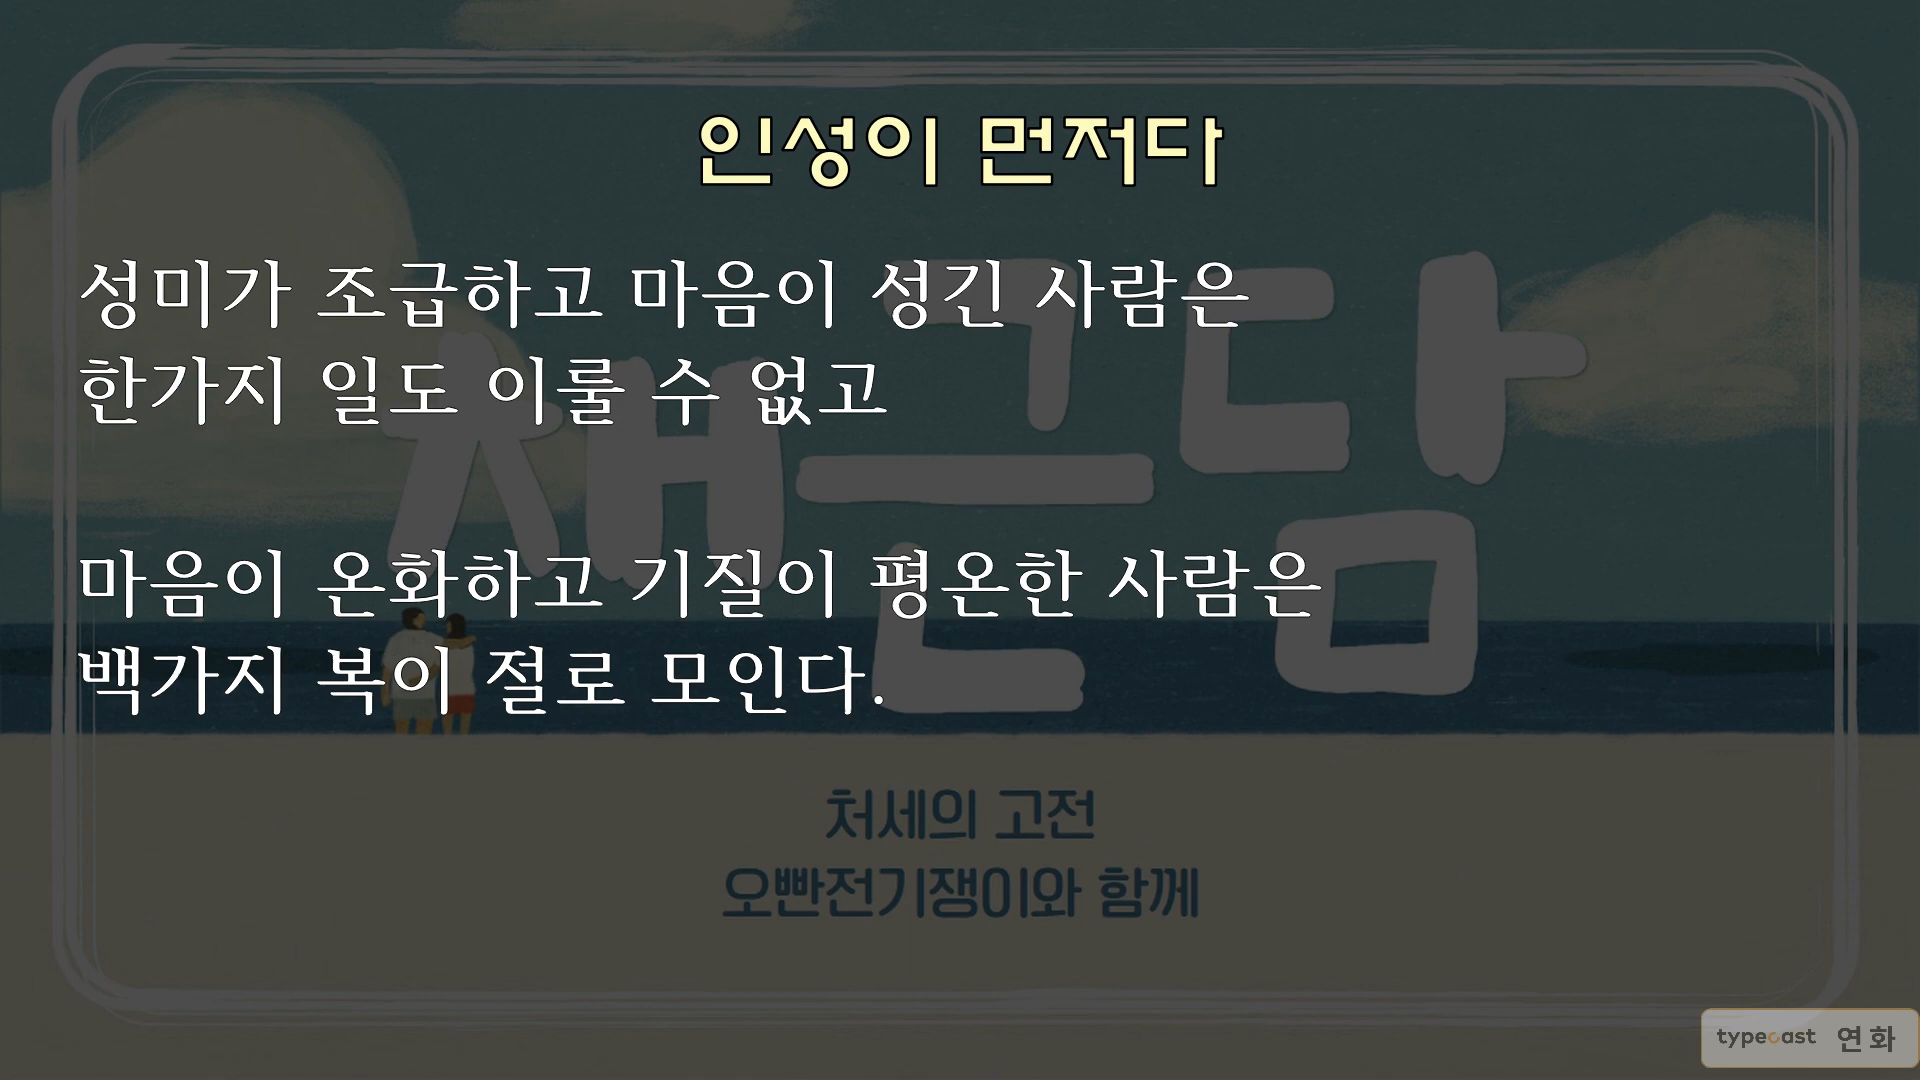 인성이 먼저다
성미가 조급하고 마음이 성긴 사람은
한가지 일도 이룰 수 없고
채근담
마음이 온화하고 기질이 평온한 사람은
백가지 복이 절로 모인다.
처세의 고전
오빤전기쟁이와 함께
typecast 연화